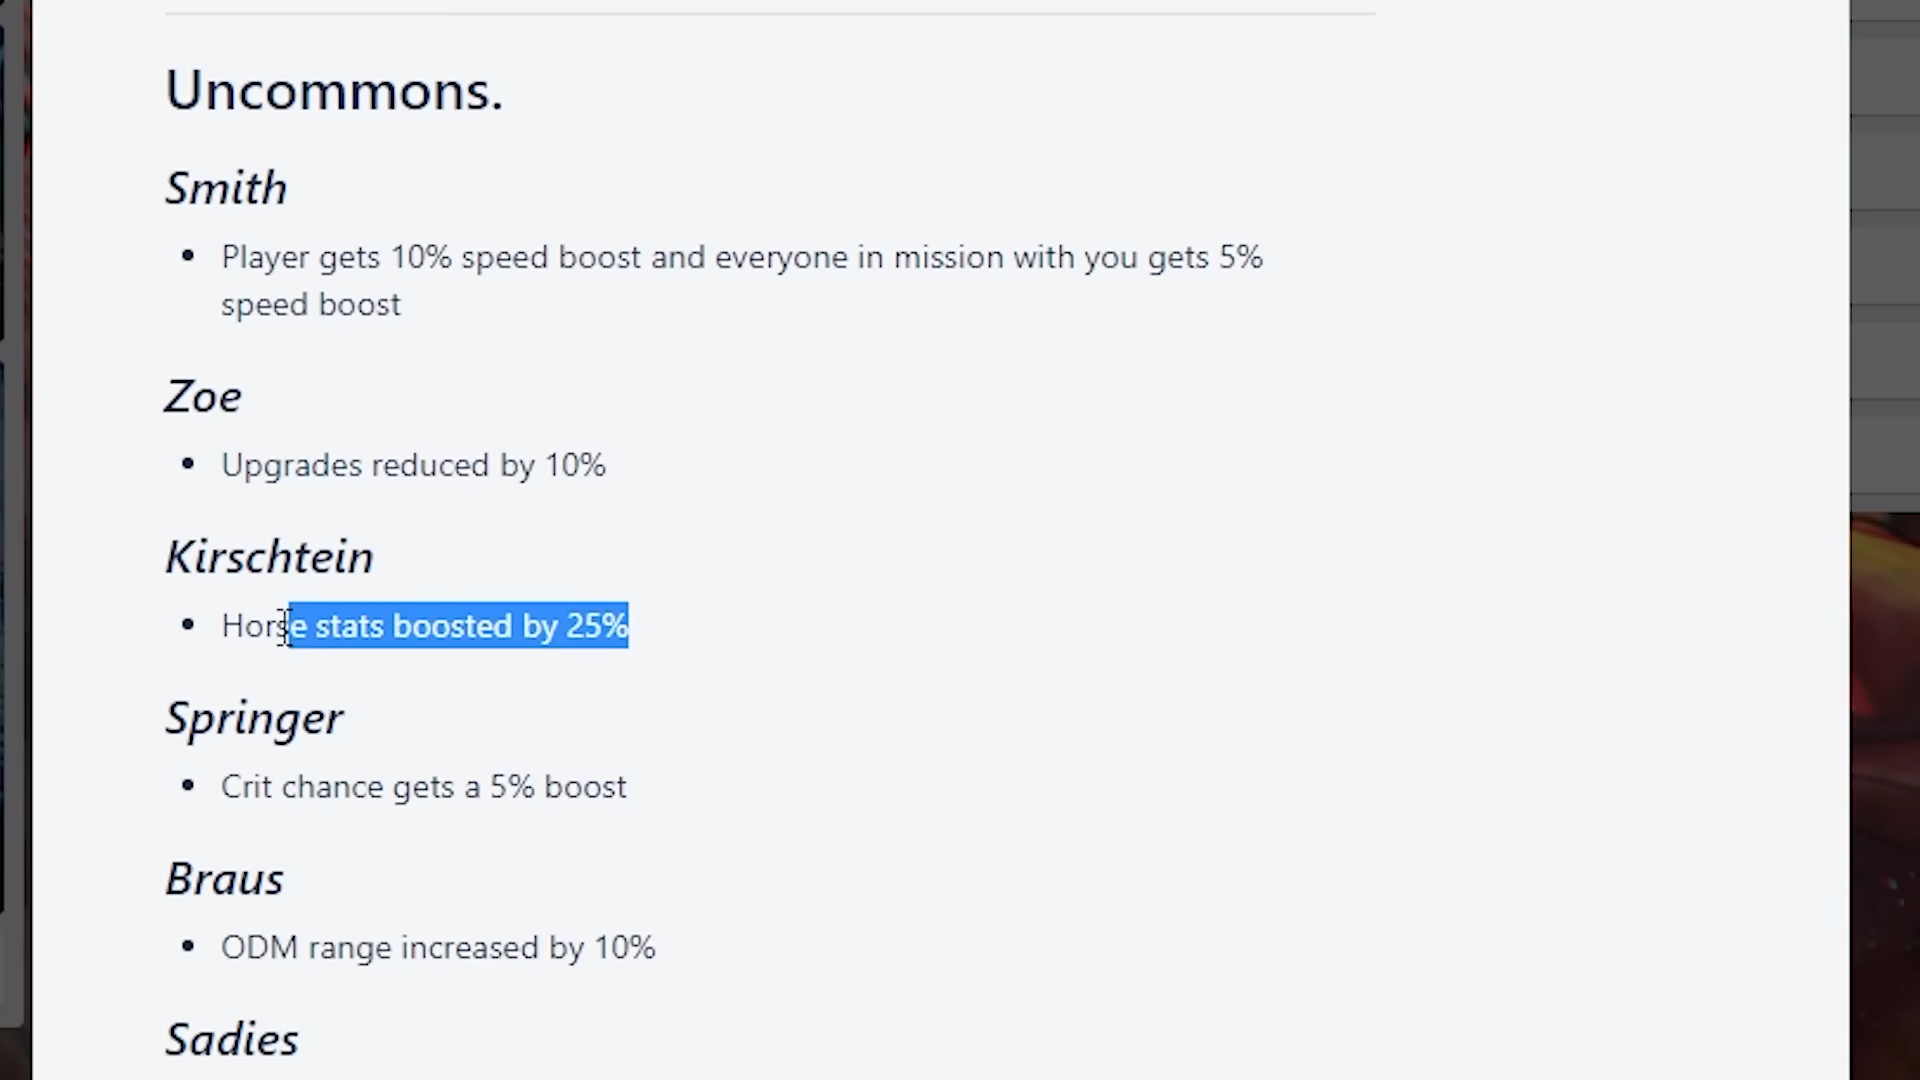 Uncommons.
Smith
Player gets 10% speed boost and everyone in mission with you gets 5%
speed boost
Zoe
Upgrades reduced by 10%
Kirschtein
Horse stats boosted by 25%
Springer
Crit chance gets a 5% boost
Braus
ODM range increased by 10%
Sadies